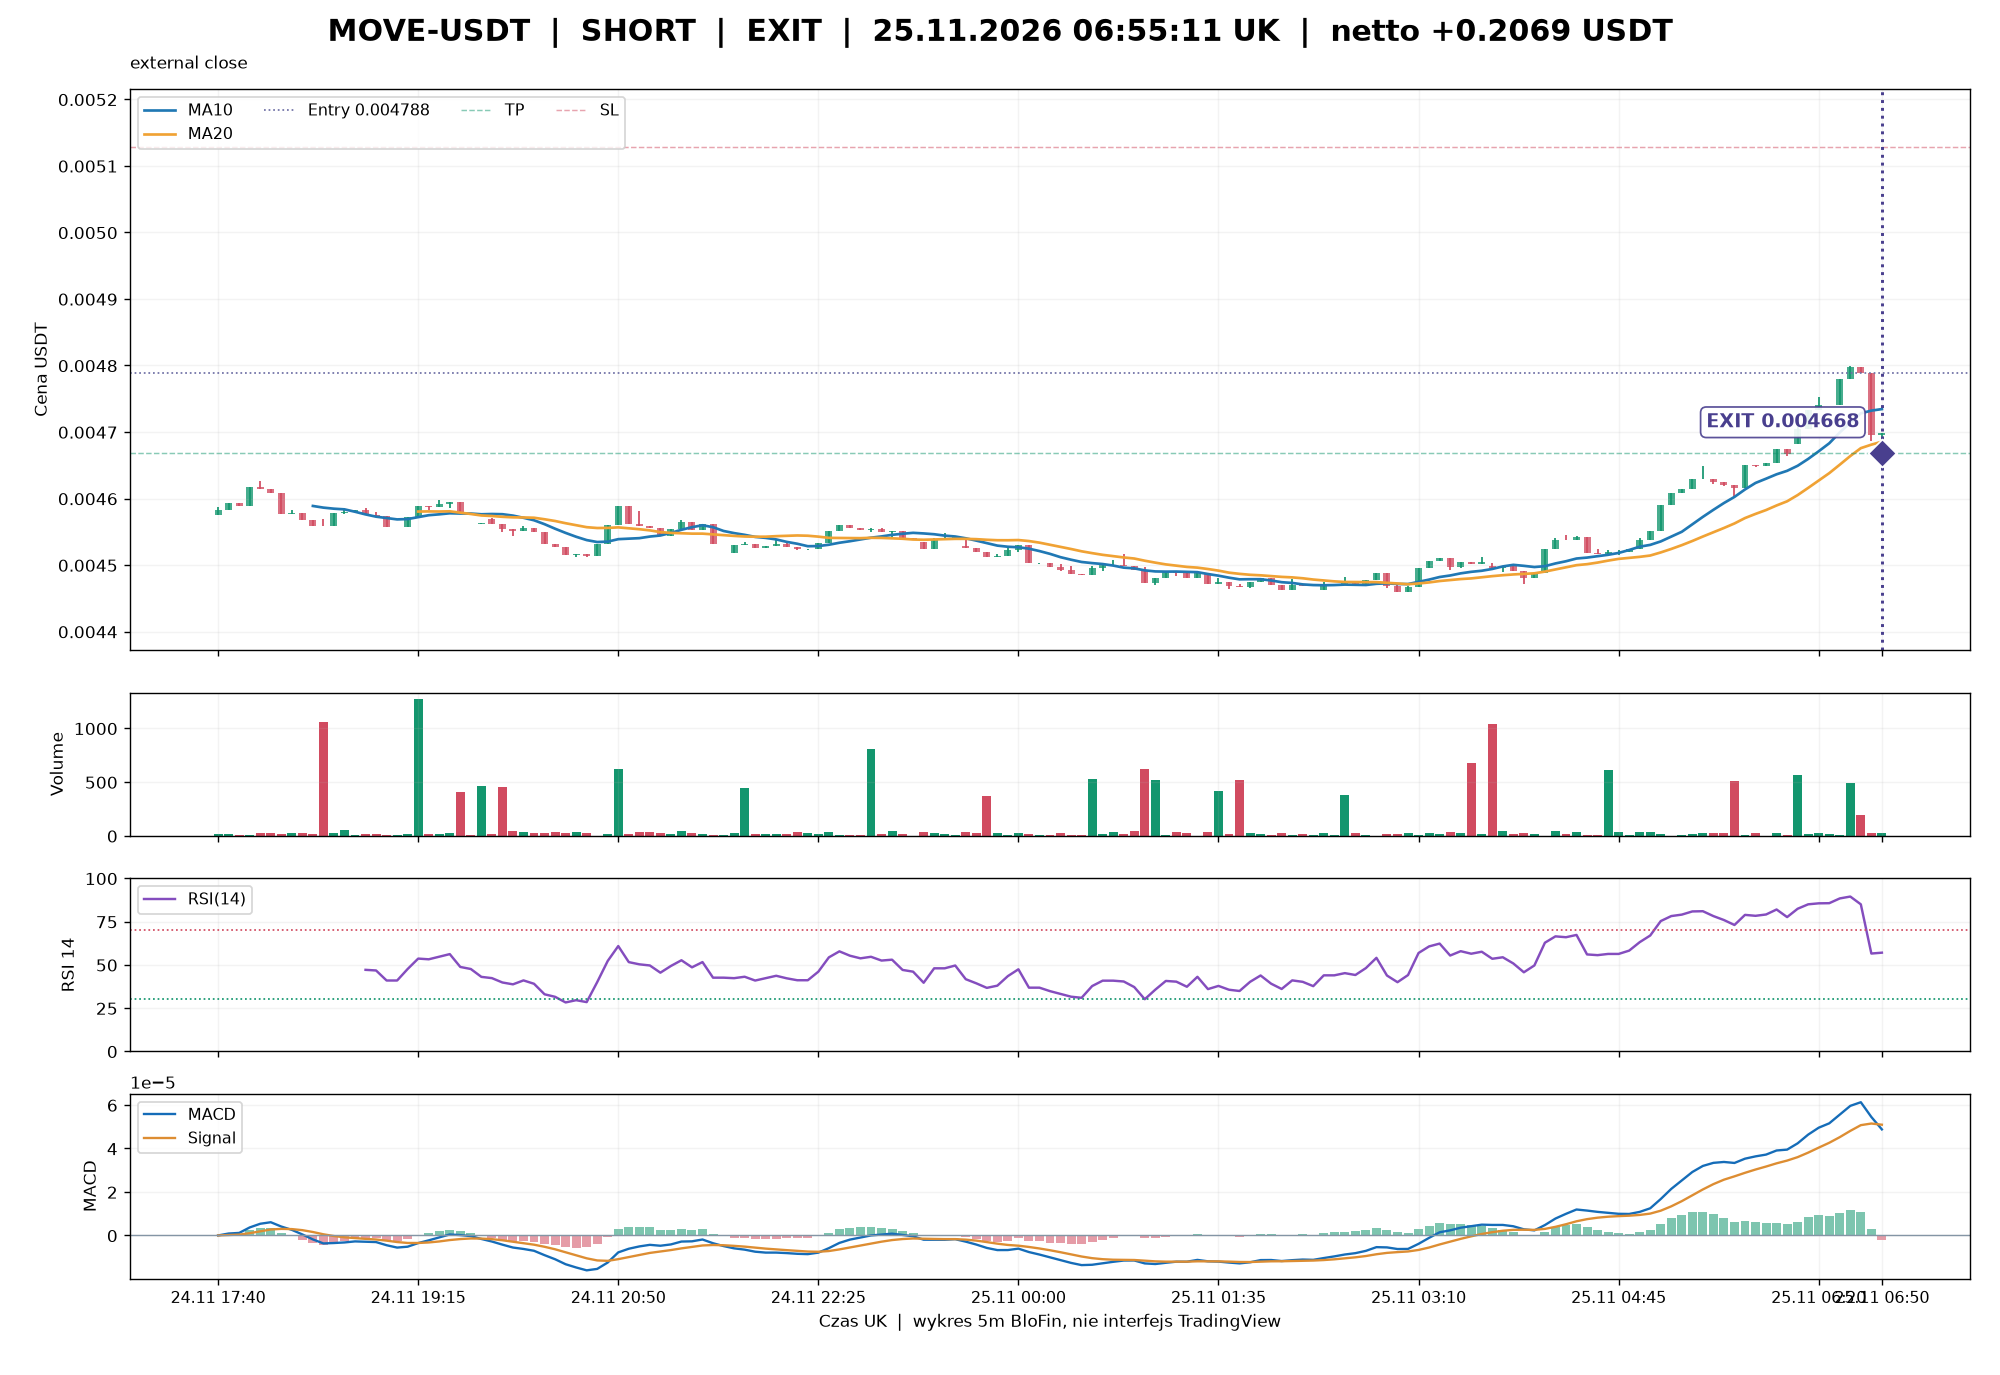 MOVE-USDT | SHORT | EXIT | 25.11.2026 06:55:11 UK | netto +0.2069 USDT
external close
MA10
MA20
Entry 0.004788
TP
SL
0.0052
0.0051
0.0050
0.0049
0.0048
0.0047
0.0046
0.0045
0.0044
Cena USDT
EXIT 0.004668
1000
500
0
Volume
100
75
50
25
0
RSI 14
RSI(14)
1e−5
6
4
2
0
MACD
MACD
Signal
24.11 17:40
24.11 19:15
24.11 20:50
24.11 22:25
25.11 00:00
25.11 01:35
25.11 03:10
25.11 04:45
25.11 06:20
25.11 06:50
Czas UK | wykres 5m BloFin, nie interfejs TradingView